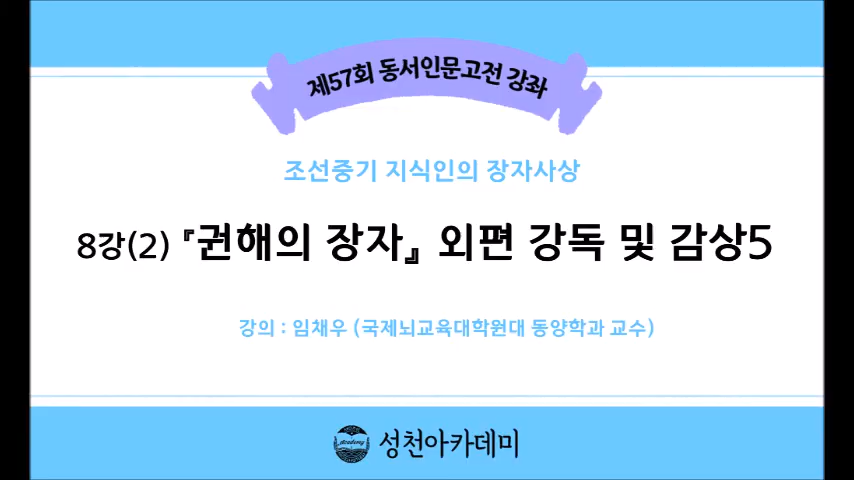 제57회 동서인문고전 강좌
조선중기 지식인의 장자사상
8강(2) 『권해의 장자』 외편 강독 및 감상5
강의 : 임채우 (국제뇌교육대학원대 동양학과 교수)
academy
성천아카데미